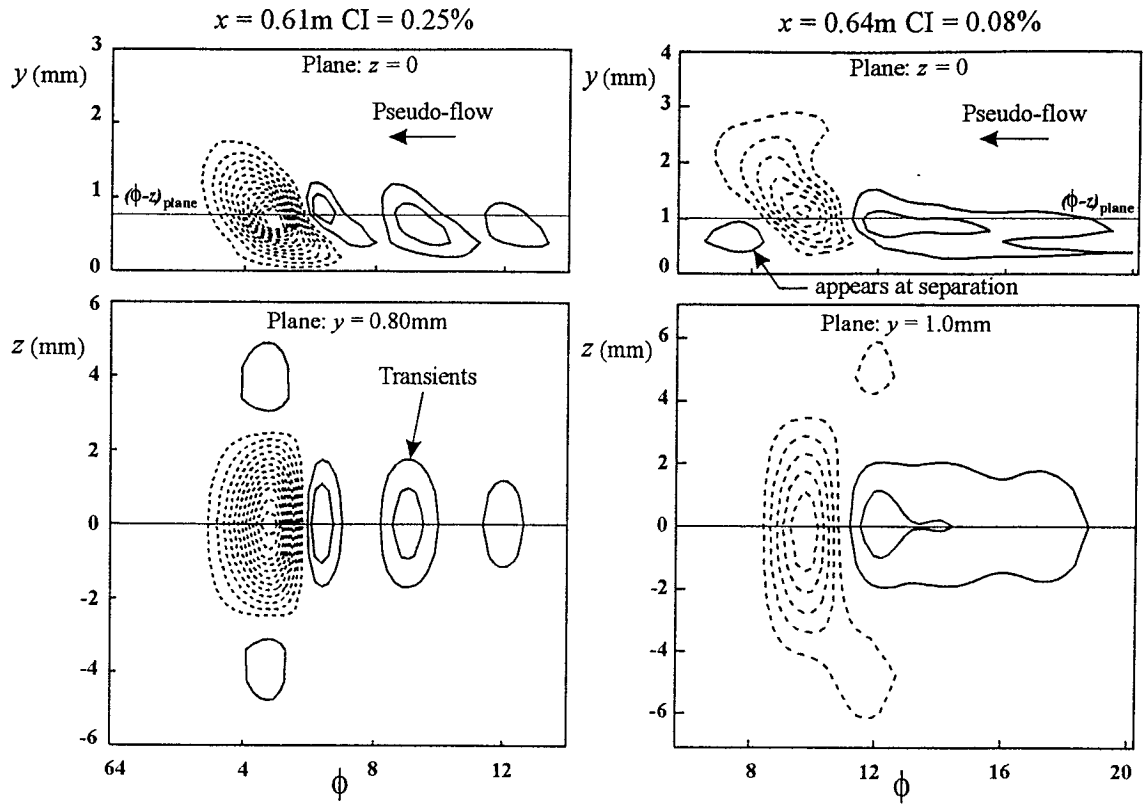 x = 0.61m CI = 0.25%
x = 0.64m CI = 0.08%
3
y (mm)
2
1
0
Plane: z = 0
Pseudo-flow
(ϕ-z)plane
4
8
12
4
y (mm)
3
2
1
0
Plane: z = 0
Pseudo-flow
(ϕ-z)plane
appears at separation
6
z (mm)
4
2
0
-2
-4
-6
Plane: y = 0.80mm
Transients
64
4
8
12
ϕ
6
z (mm)
4
2
0
-2
-4
-6
Plane: y = 1.0mm
8
12
16
20
ϕ